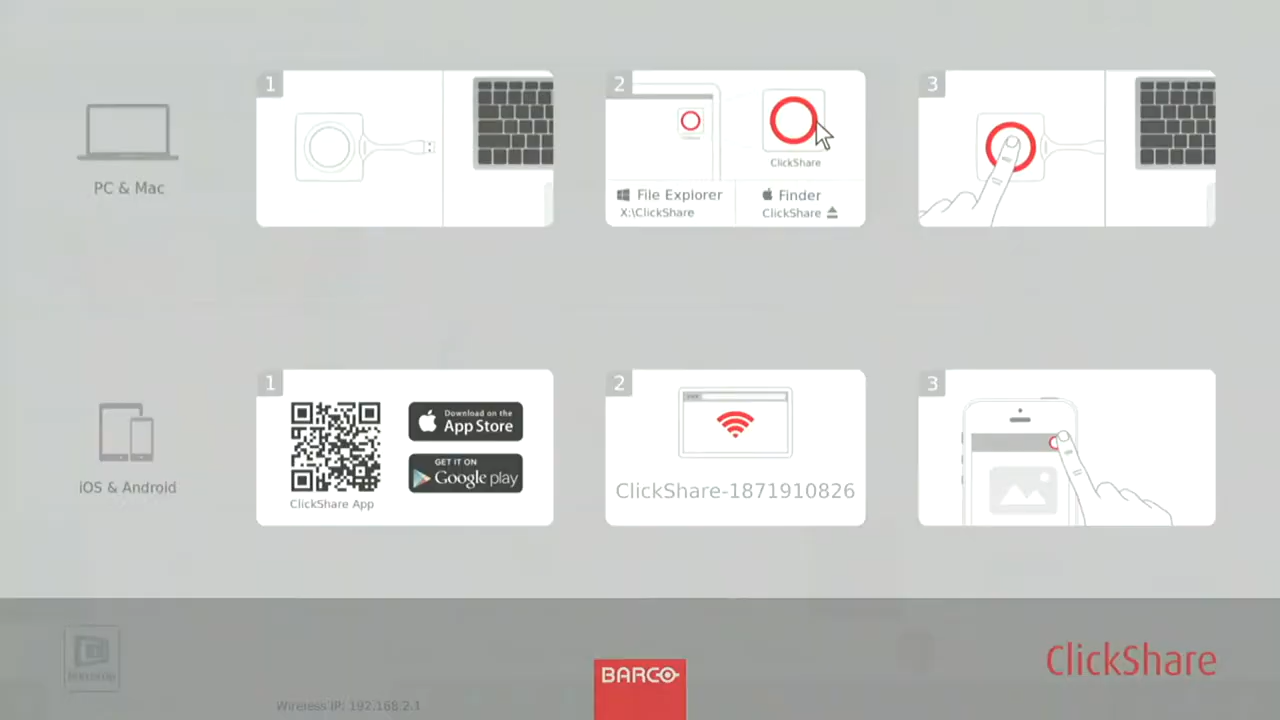 1
2
3
ClickShare
PC & Mac
File Explorer
Finder
X:\ClickShare
ClickShare
1
2
3
Download on the
App Store
GET IT ON
Google play
iOS & Android
ClickShare-1871910826
ClickShare App
BARCO
ClickShare
Wireless IP: 192.168.2.1